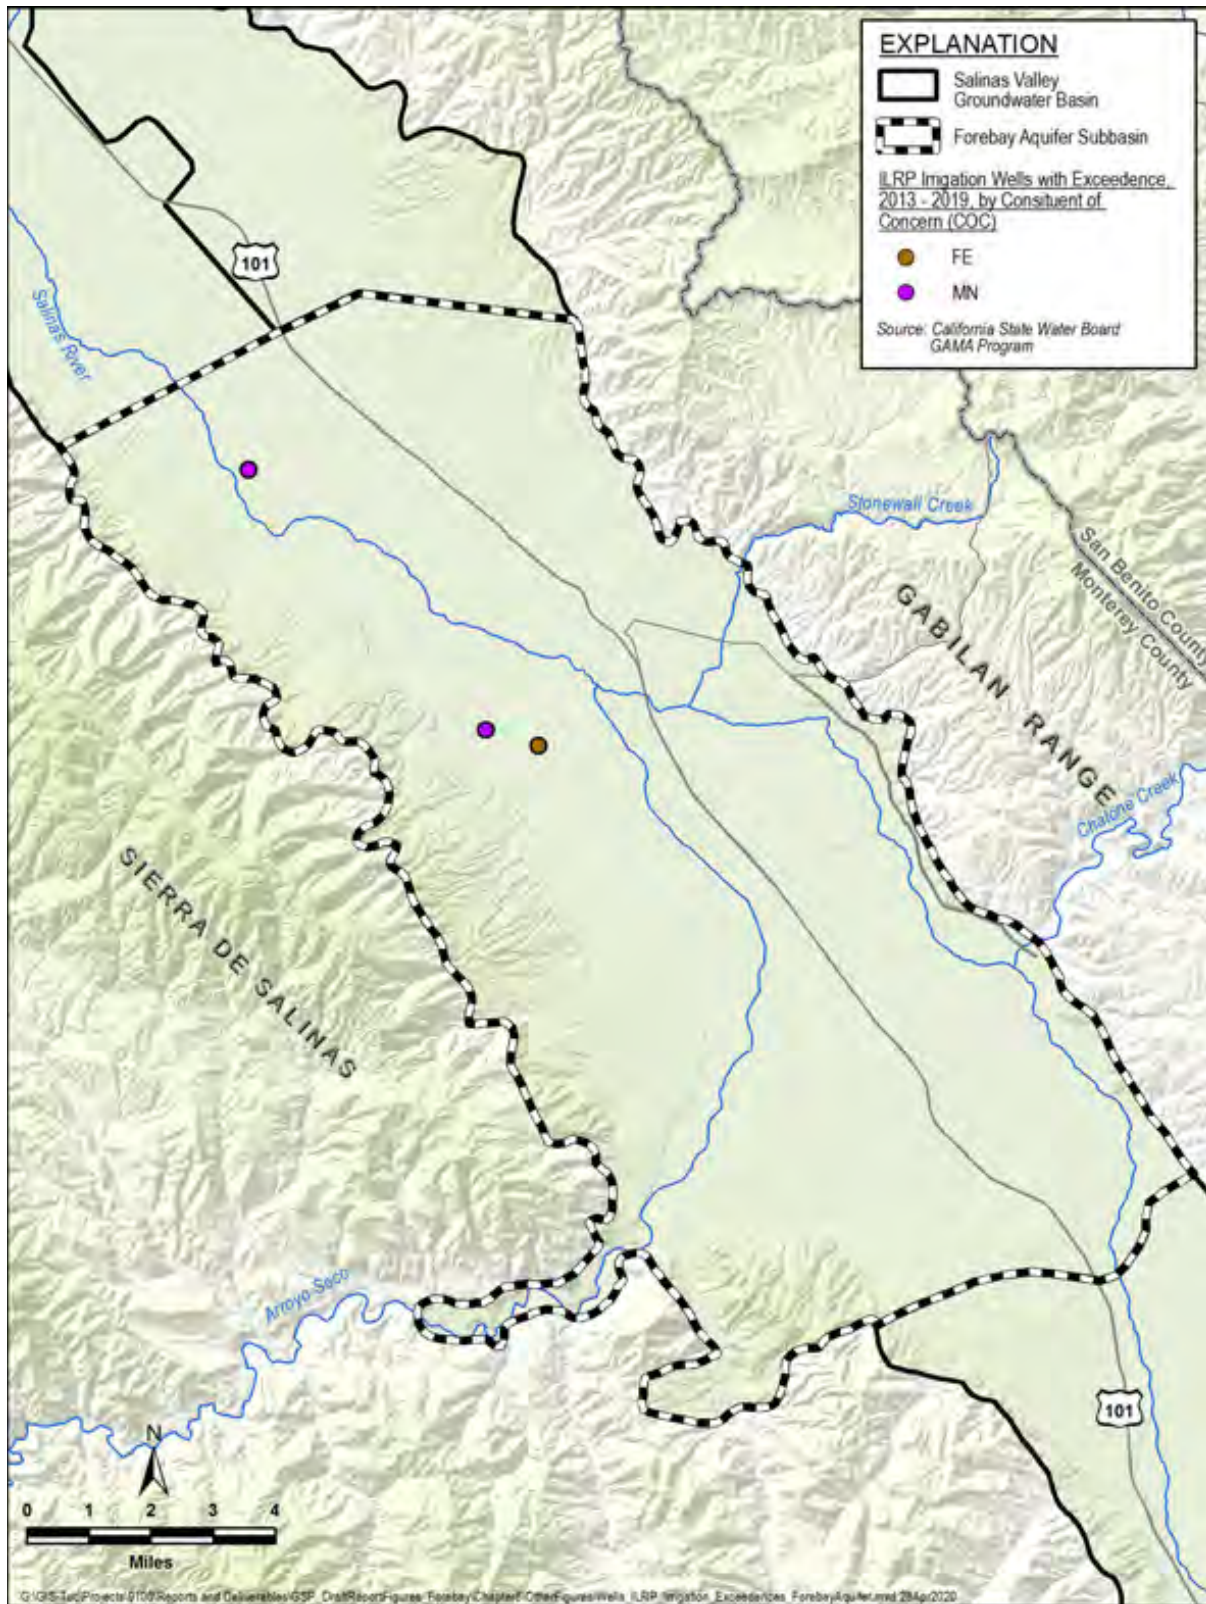 EXPLANATION
Salinas Valley
Groundwater Basin
Forebay Aquifer Subbasin
ILRP Irrigation Wells with Exceedence,
2013 - 2019, by Consituent of
Concern (COC)
FE
MN
Source: California State Water Board
GAMA Program
101
Salinas River
Stonewall Creek
San Benito County
Monterey County
GABILAN RANGE
Chalone Creek
SIERRA DE SALINAS
Arroyo Seco
101
N
0 1 2 3 4
Miles